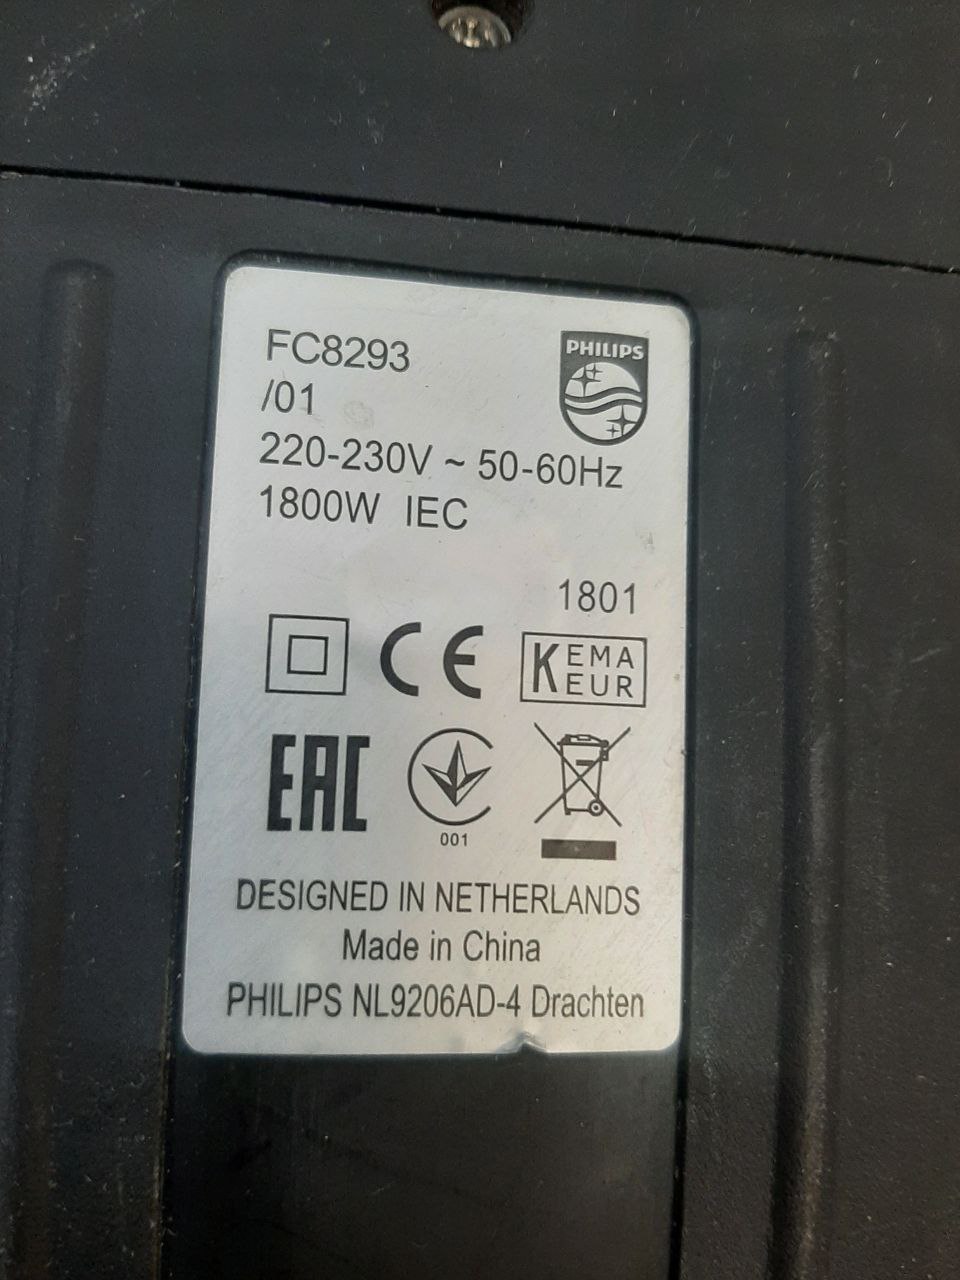 FC8293
PHILIPS
/01
220-230V ~ 50-60Hz
1800W IEC
1801
CE
KEMA
EUR
EAC
001
DESIGNED IN NETHERLANDS
Made in China
PHILIPS NL9206AD-4 Drachten